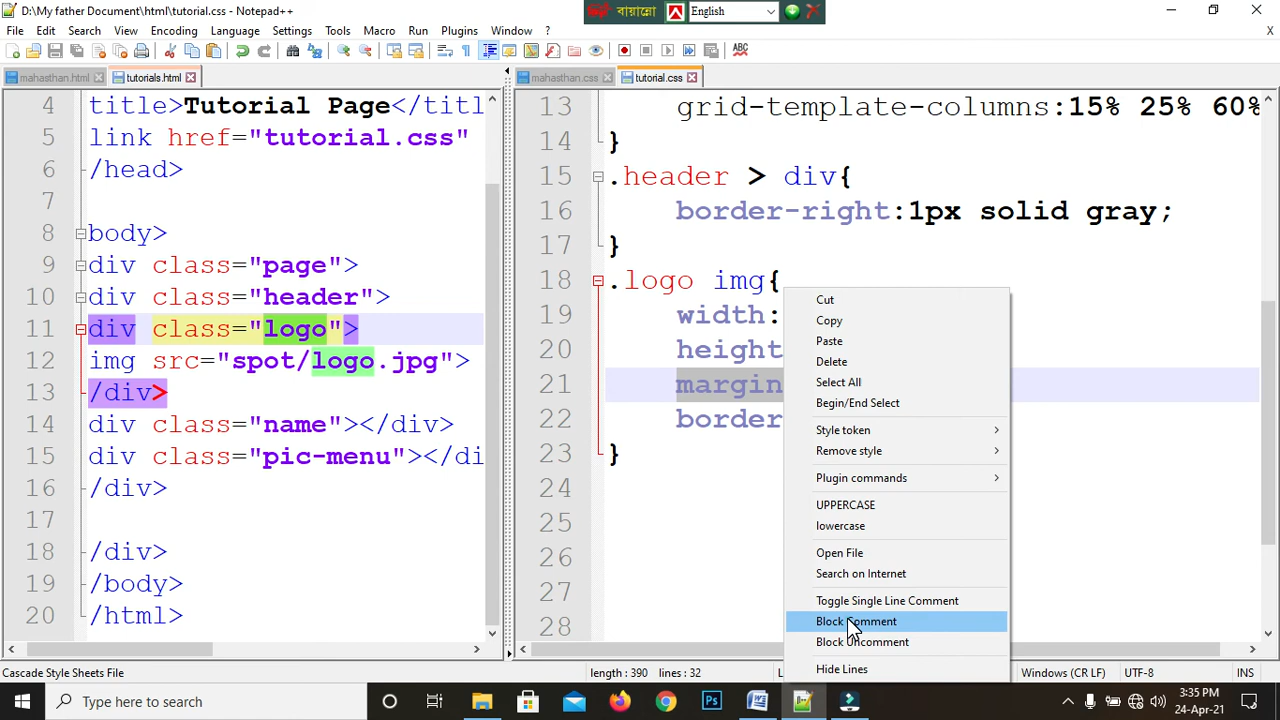 D:\My father Document\html\tutorial.css - Notepad++
বায়ান্নো
English
File Edit Search View Encoding Language Settings Tools Macro Run Plugins Window ?
X
mahasthan.html
tutorials.html
mahasthan.css
tutorial.css
4 title>Tutorial Page</titl
5 link href="tutorial.css"
6 /head>
7
8 body>
9 div class="page">
10 div class="header">
11 div class="logo">
12 img src="spot/logo.jpg">
13 /div>
14 div class="name"></div>
15 div class="pic-menu"></di
16 /div>
17
18 /div>
19 /body>
20 /html>
13 grid-template-columns:15% 25% 60%
14 }
15 .header > div{
16 border-right:1px solid gray;
17 }
18 .logo img{
19 width:
20 height
21 margin
22 border
23 }
24
25
26
27
28
Cut
Copy
Paste
Delete
Select All
Begin/End Select
Style token
Remove style
Plugin commands
UPPERCASE
lowercase
Open File
Search on Internet
Toggle Single Line Comment
Block Comment
Block Uncomment
Hide Lines
Cascade Style Sheets File
length : 390 lines : 32
L
Windows (CR LF)
UTF-8
INS
Type here to search
3:35 PM
24-Apr-21